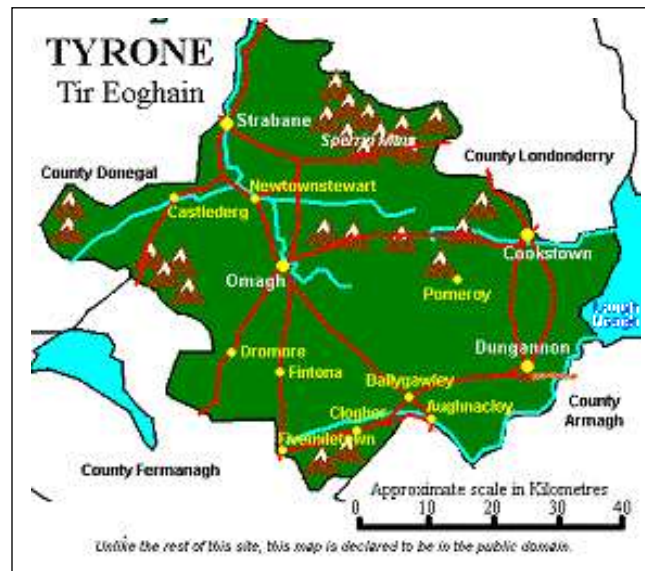 TYRONE
Tir Eoghain
Strabane
Sperrin Mtns
County Donegal
County Londonderry
Newtownstewart
Castlederg
Cookstown
Omagh
Pomeroy
Lough
Dungannon
Dromore
Fintona
Ballygawley
County
Armagh
Clogher
Aughnacloy
Fivemiletown
County Fermanagh
Approximate scale in Kilometres
0 10 20 30 40
Unlike the rest of this site, this map is declared to be in the public domain.